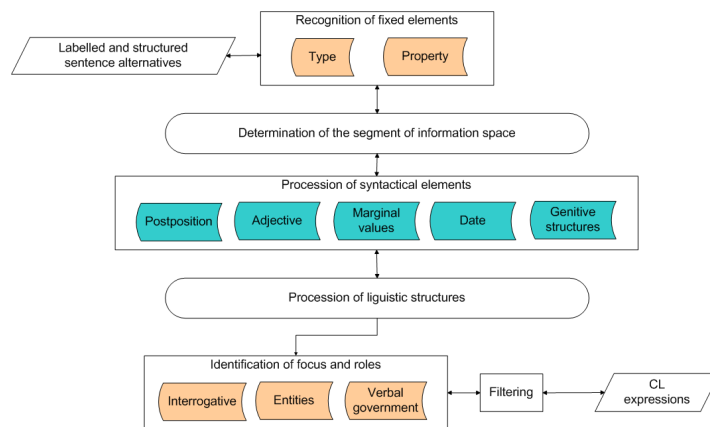 Recognition of fixed elements
Labelled and structured
sentence alternatives
Type
Property
Determination of the segment of information space
Procession of syntactical elements
Postposition
Adjective
Marginal
values
Date
Genitive
structures
Procession of liguistic structures
Identification of focus and roles
Interrogative
Entities
Verbal
government
Filtering
CL
expressions